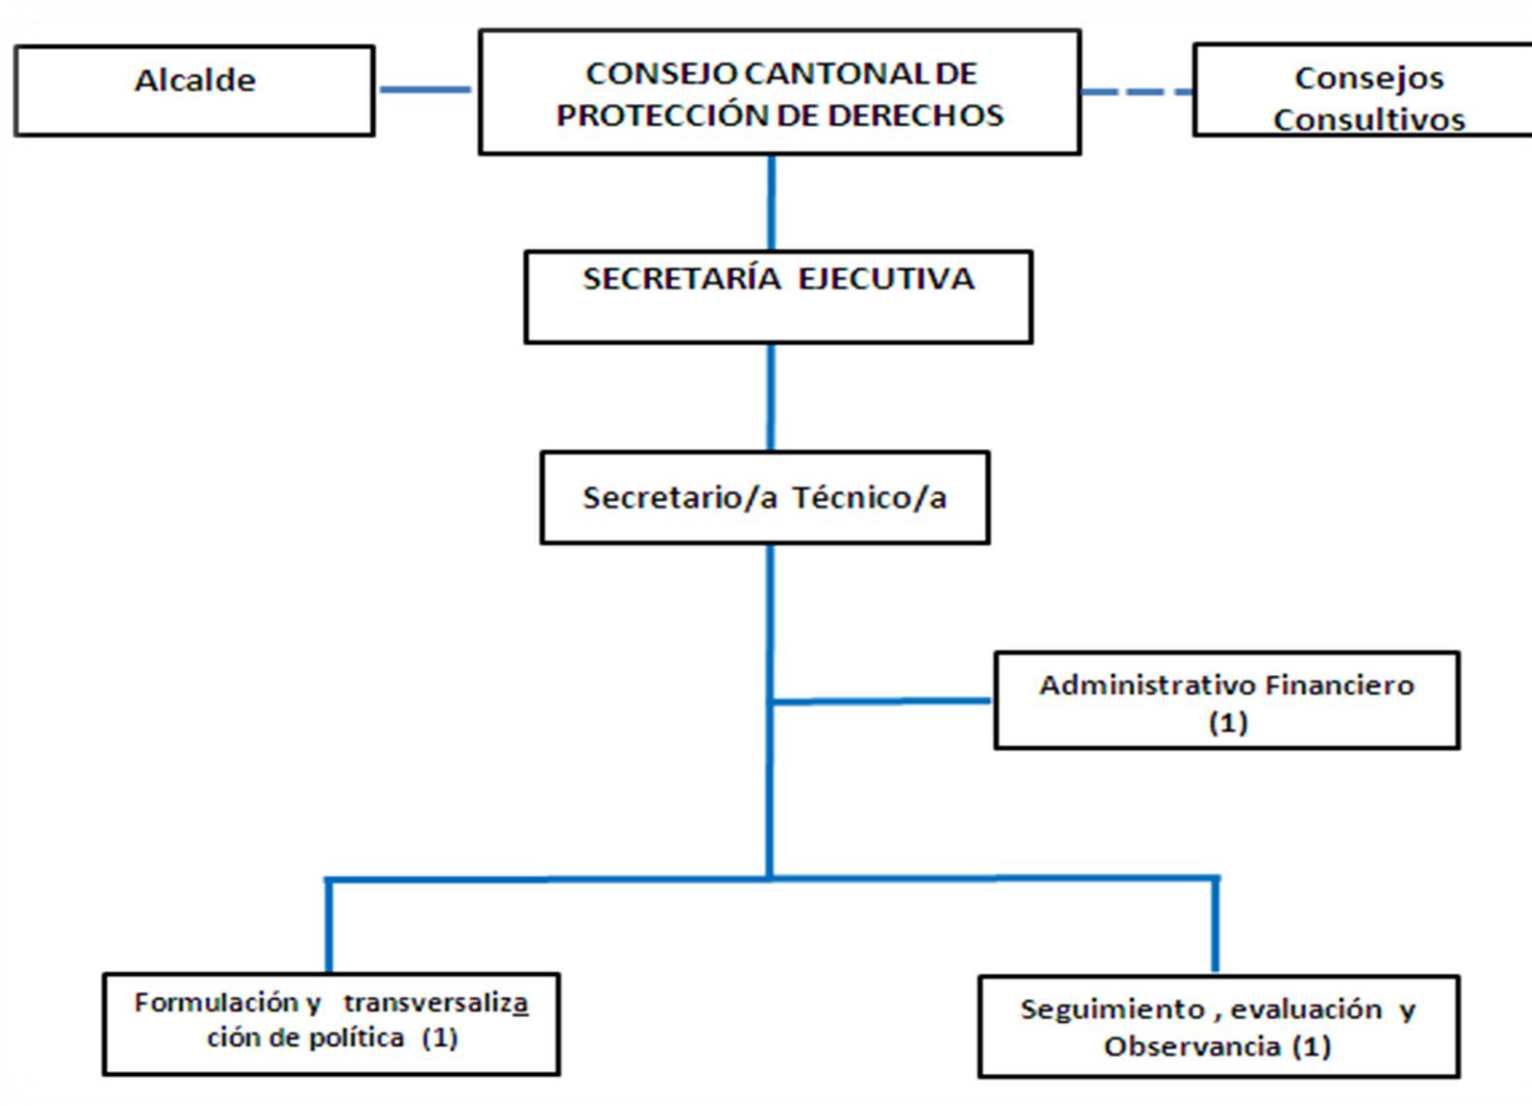 Alcalde
CONSEJO CANTONAL DE
PROTECCIÓN DE DERECHOS
Consejos
Consultivos
SECRETARÍA EJECUTIVA
Secretario/a Técnico/a
Administrativo Financiero
(1)
Formulación y transversaliza
ción de política (1)
Seguimiento , evaluación y
Observancia (1)